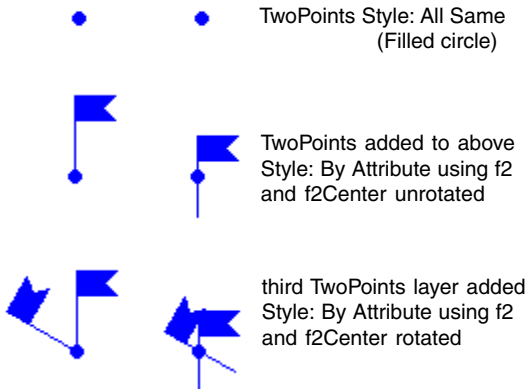 TwoPoints Style: All Same
(Filled circle)
TwoPoints added to above
Style: By Attribute using f2
and f2Center unrotated
third TwoPoints layer added
Style: By Attribute using f2
and f2Center rotated